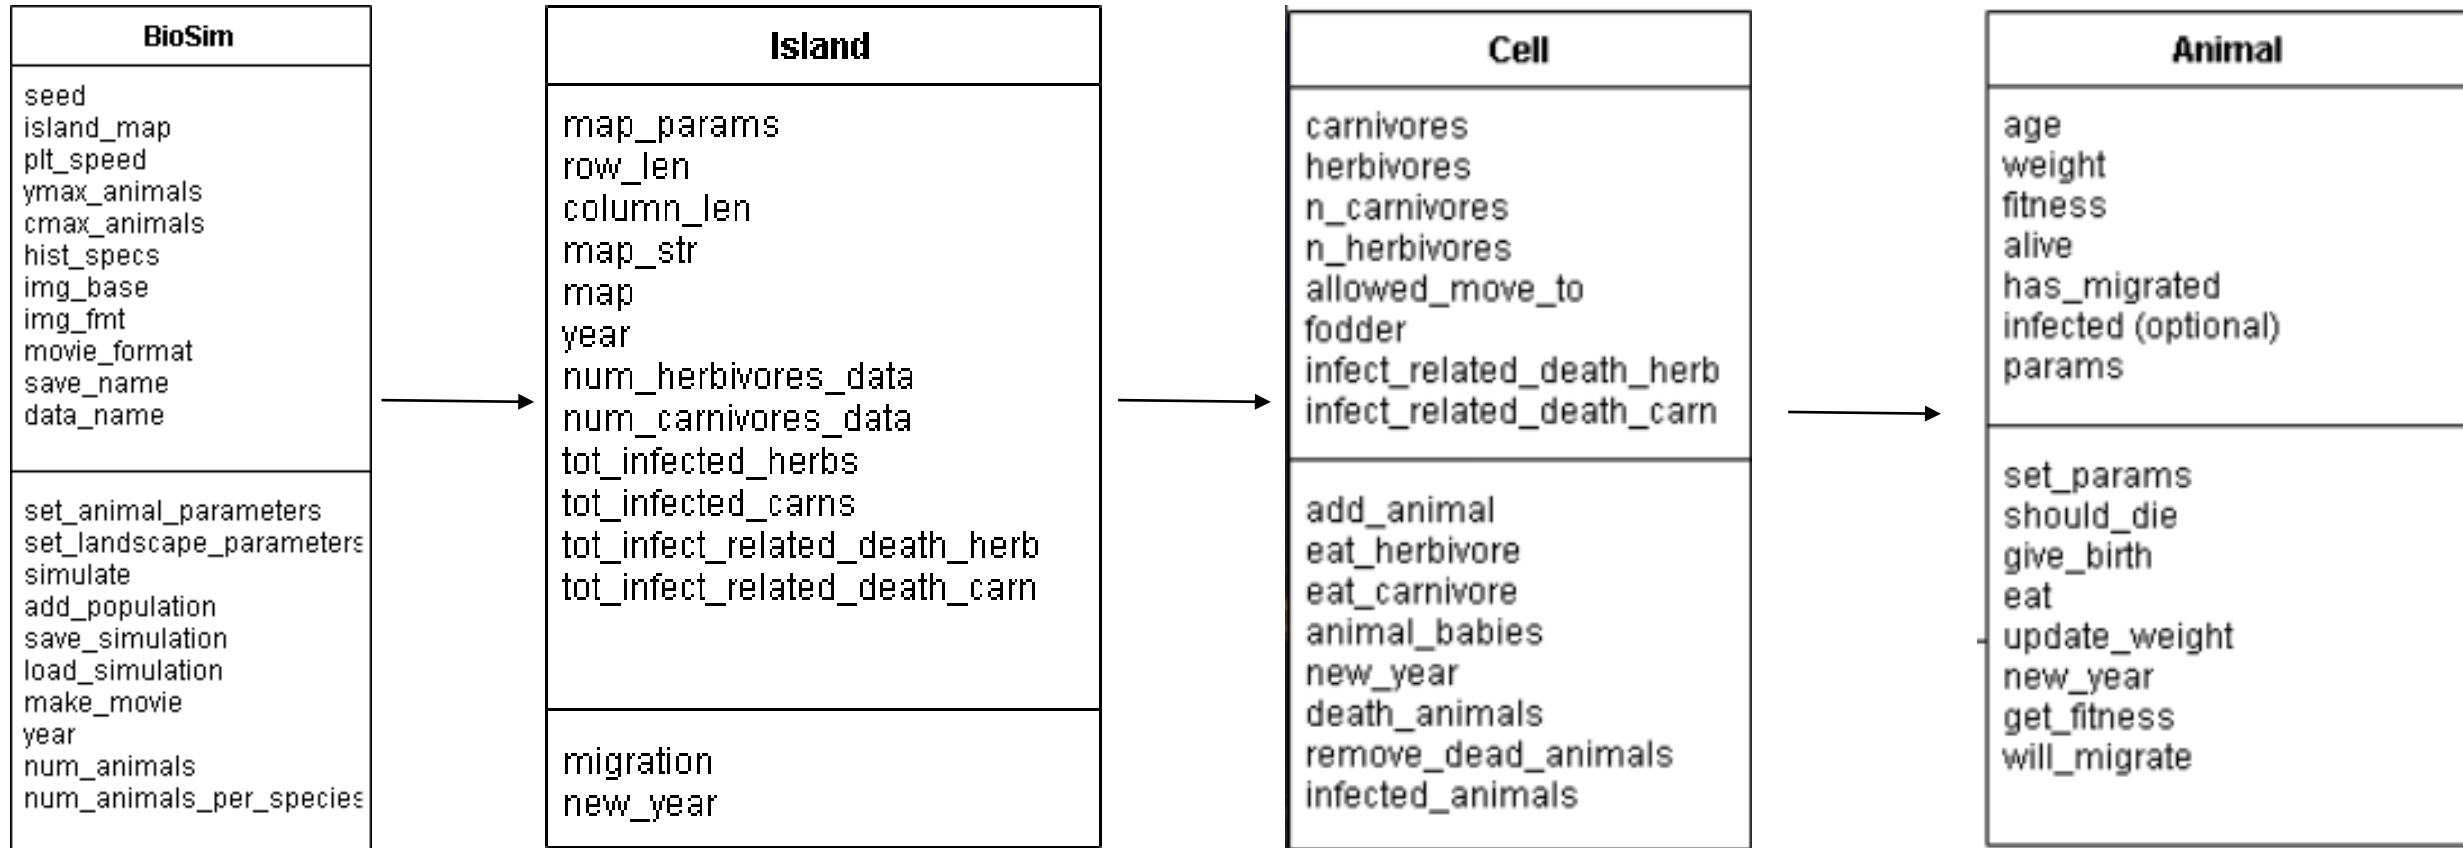 BioSim
seed
island_map
plt_speed
ymax_animals
cmax_animals
hist_specs
img_base
img_fmt
movie_format
save_name
data_name
set_animal_parameters
set_landscape_parameters
simulate
add_population
save_simulation
load_simulation
make_movie
year
num_animals
num_animals_per_species
Island
map_params
row_len
column_len
map_str
map
year
num_herbivores_data
num_carnivores_data
tot_infected_herbs
tot_infected_carns
tot_infect_related_death_herb
tot_infect_related_death_carn
migration
new_year
Cell
carnivores
herbivores
n_carnivores
n_herbivores
allowed_move_to
fodder
infect_related_death_herb
infect_related_death_carn
add_animal
eat_herbivore
eat_carnivore
animal_babies
new_year
death_animals
remove_dead_animals
infected_animals
Animal
age
weight
fitness
alive
has_migrated
infected (optional)
params
set_params
should_die
give_birth
eat
update_weight
new_year
get_fitness
will_migrate